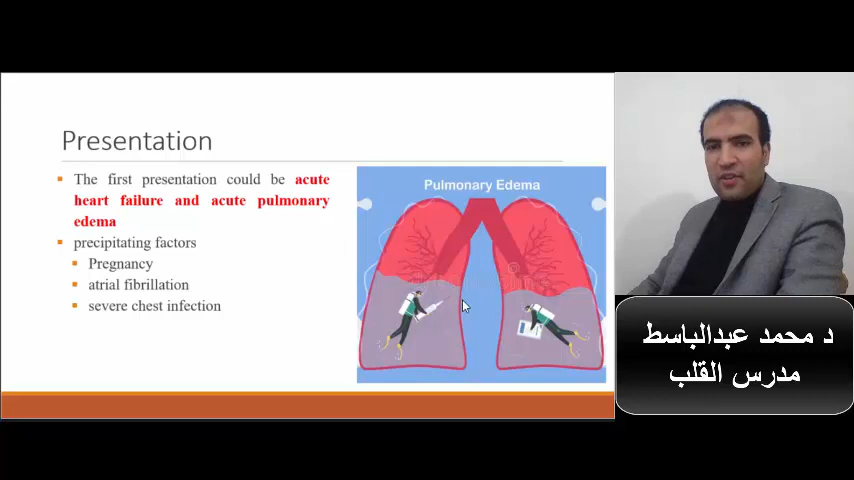 Presentation
The first presentation could be acute
heart failure and acute pulmonary
edema
precipitating factors
Pregnancy
atrial fibrillation
severe chest infection
Pulmonary Edema
د محمد عبدالباسط
مدرس القلب